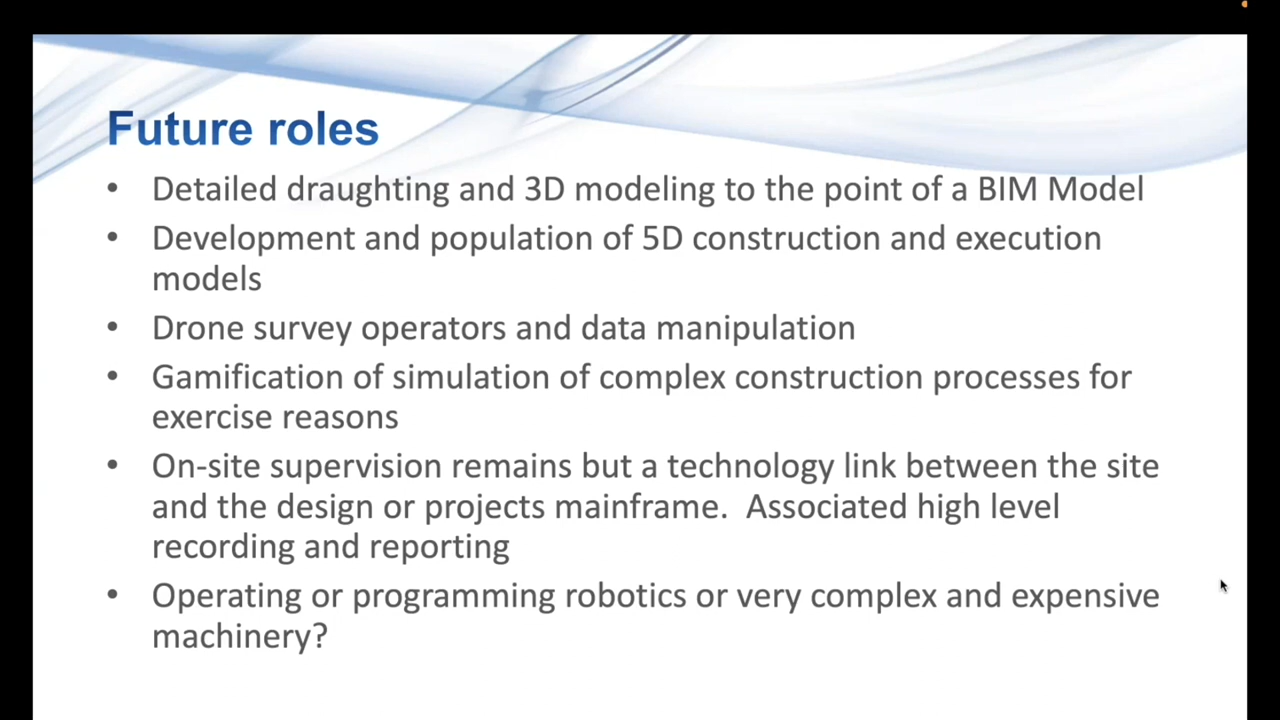 Future roles
• Detailed draughting and 3D modeling to the point of a BIM Model
• Development and population of 5D construction and execution
models
• Drone survey operators and data manipulation
• Gamification of simulation of complex construction processes for
exercise reasons
• On-site supervision remains but a technology link between the site
and the design or projects mainframe.  Associated high level
recording and reporting
• Operating or programming robotics or very complex and expensive
machinery?